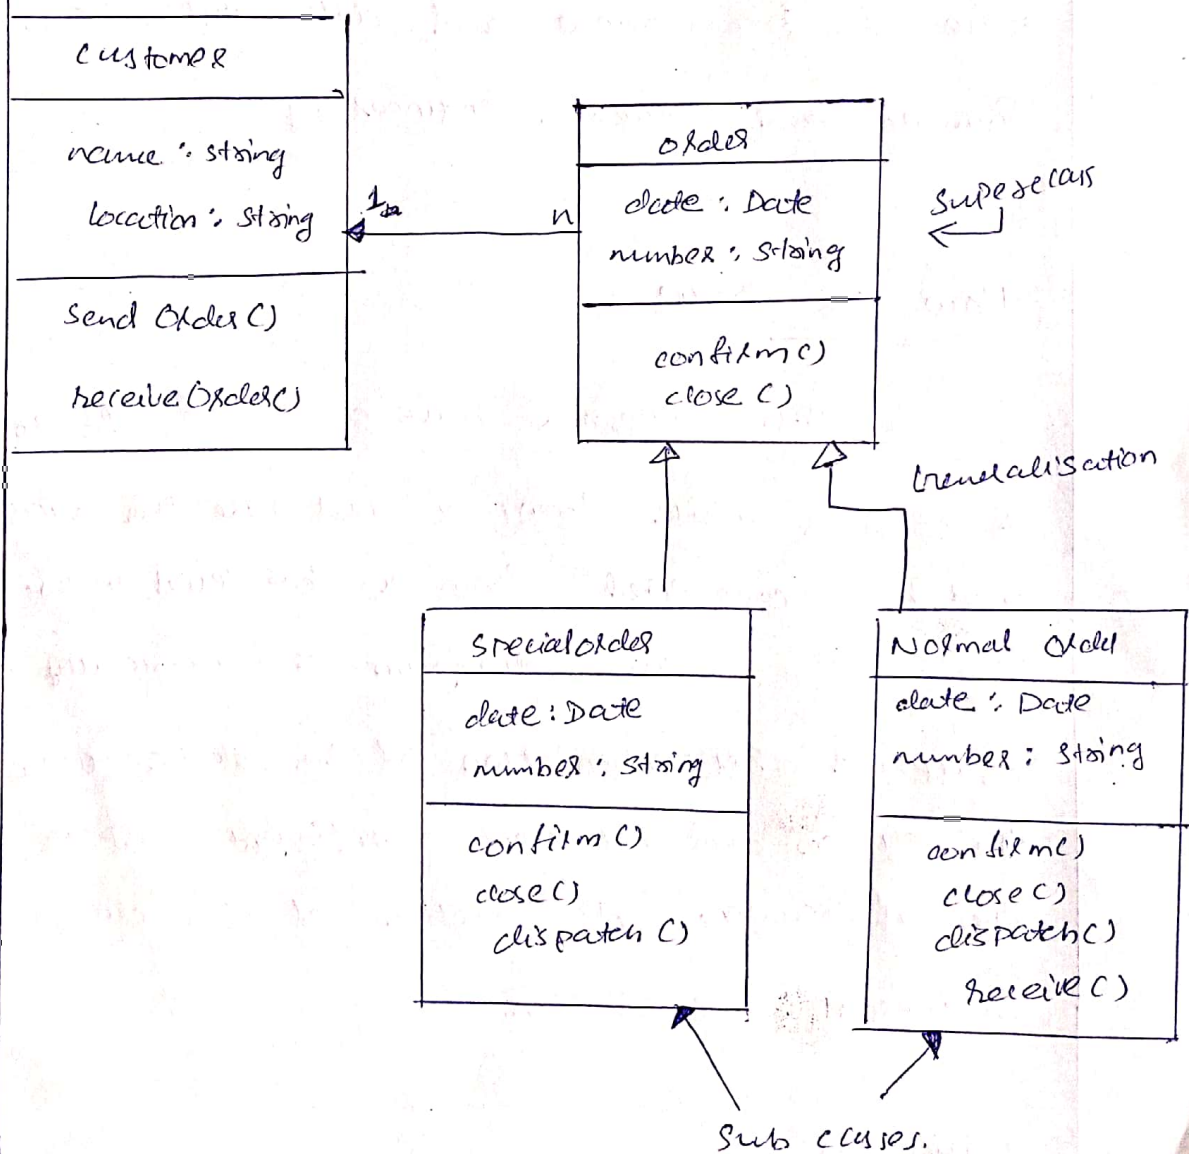 Customer
name : string
location : string
Send Order ()
receive Order ()
1
n
order
date : Date
number : string
confirm ()
close ()
Superclass
Generalisation
Special order
date : Date
number : string
confirm ()
close ()
dispatch ()
Normal Order
date : Date
number : string
confirm ()
close ()
dispatch ()
receive ()
Sub classes.